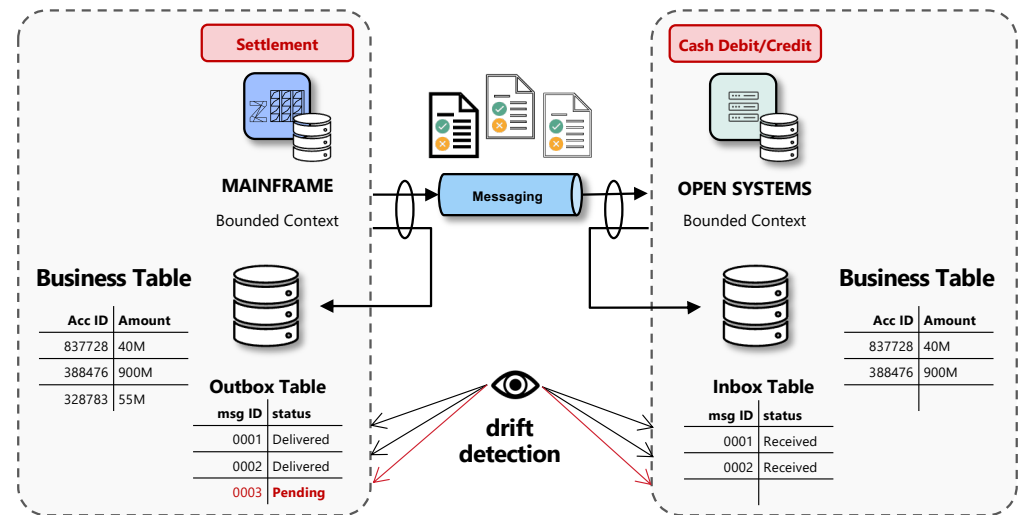 Settlement
Cash Debit/Credit
Z
MAINFRAME
Bounded Context
Messaging
OPEN SYSTEMS
Bounded Context
Business Table
Acc ID Amount
837728 40M
388476 900M
328783 55M
Outbox Table
msg ID status
0001 Delivered
0002 Delivered
0003 Pending
drift
detection
Inbox Table
msg ID status
0001 Received
0002 Received
Business Table
Acc ID Amount
837728 40M
388476 900M